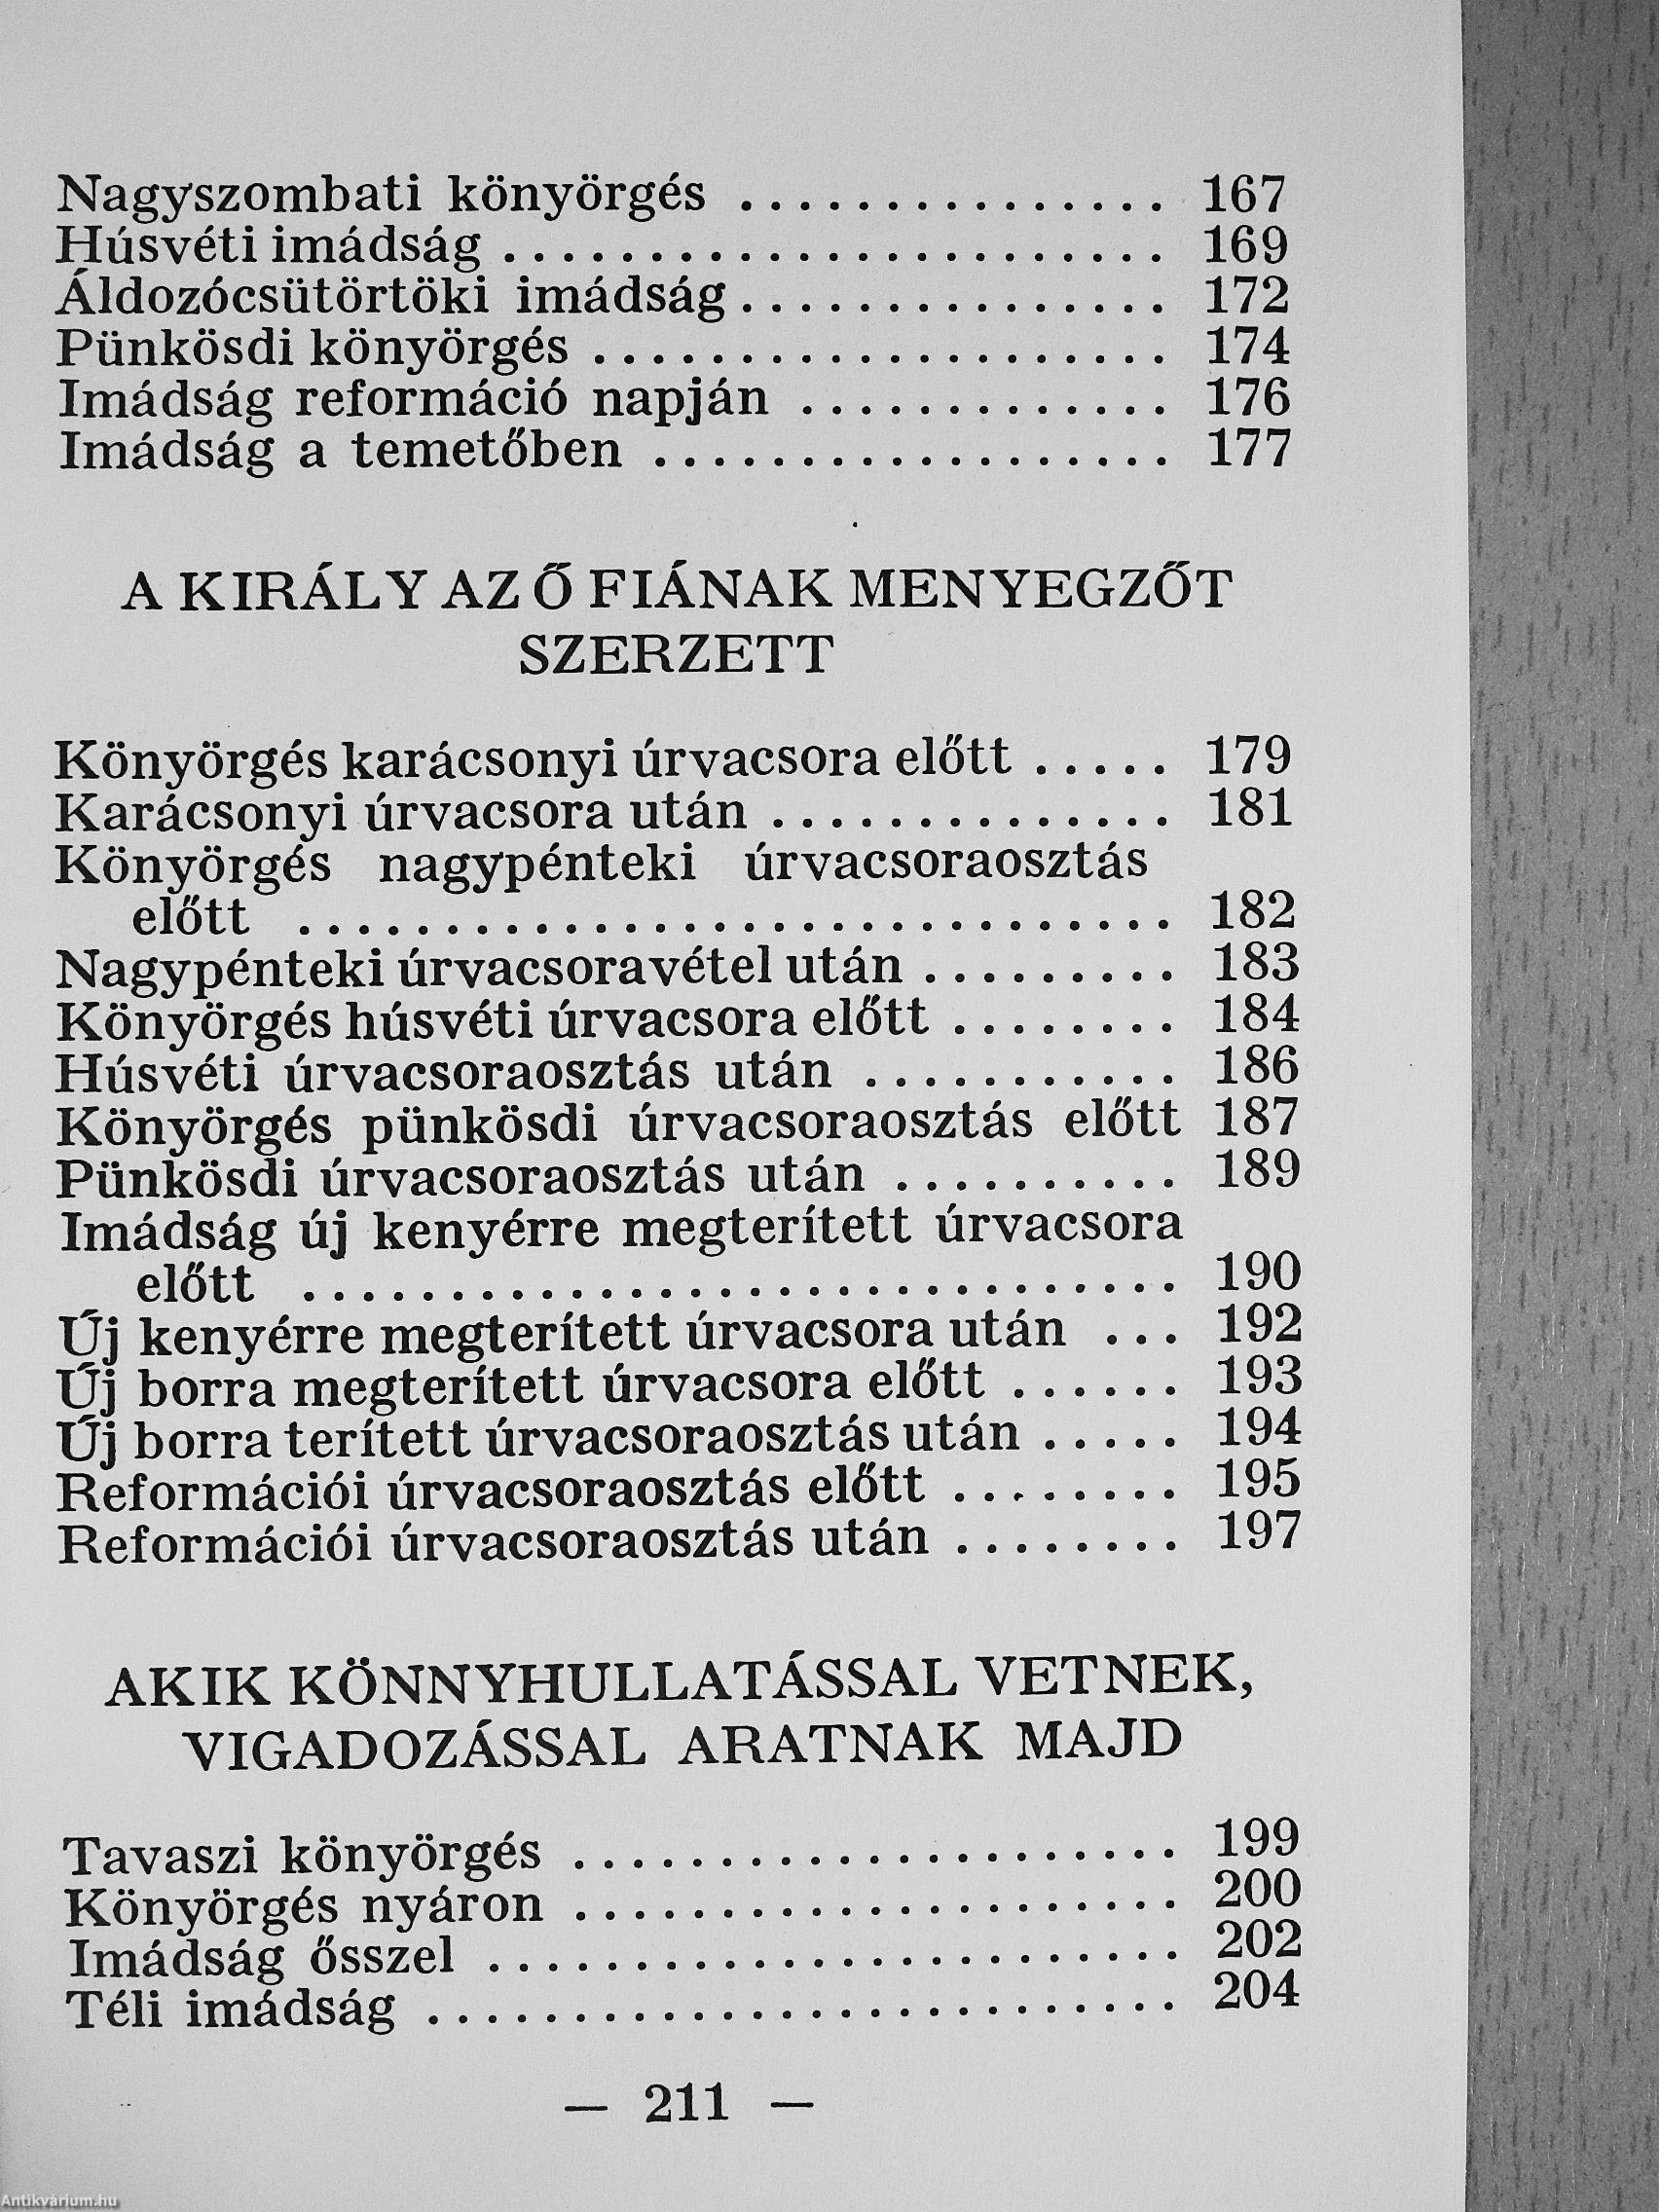 Nagyszombati könyörgés . . . . . . . . . . . . . . . 167
Húsvéti imádság . . . . . . . . . . . . . . . . . . . . . . . 169
Áldozócsütörtöki imádság . . . . . . . . . . . . . . . 172
Pünkösdi könyörgés . . . . . . . . . . . . . . . . . . . . 174
Imádság reformáció napján . . . . . . . . . . . . . 176
Imádság a temetőben . . . . . . . . . . . . . . . . . . 177
A KIRÁLY AZ Ő FIÁNAK MENYEGZŐT
SZERZETT
Könyörgés karácsonyi úrvacsora előtt . . . . . 179
Karácsonyi úrvacsora után . . . . . . . . . . . . . . 181
Könyörgés nagypénteki úrvacsoraosztás
előtt . . . . . . . . . . . . . . . . . . . . . . . . . . . . . . 182
Nagypénteki úrvacsoravétel után . . . . . . . . . 183
Könyörgés húsvéti úrvacsora előtt . . . . . . . . 184
Húsvéti úrvacsoraosztás után . . . . . . . . . . . 186
Könyörgés pünkösdi úrvacsoraosztás előtt 187
Pünkösdi úrvacsoraosztás után . . . . . . . . . . 189
Imádság új kenyérre megterített úrvacsora
előtt . . . . . . . . . . . . . . . . . . . . . . . . . . . . . . 190
Új kenyérre megterített úrvacsora után . . . 192
Új borra megterített úrvacsora előtt . . . . . . 193
Új borra terített úrvacsoraosztás után . . . . . 194
Reformációi úrvacsoraosztás előtt . . . . . . . . 195
Reformációi úrvacsoraosztás után . . . . . . . . 197
AKIK KÖNNYHULLATÁSSAL VETNEK,
VIGADOZÁSSAL ARATNAK MAJD
Tavaszi könyörgés . . . . . . . . . . . . . . . . . . . . . 199
Könyörgés nyáron . . . . . . . . . . . . . . . . . . . . . 200
Imádság ősszel . . . . . . . . . . . . . . . . . . . . . . . . 202
Téli imádság . . . . . . . . . . . . . . . . . . . . . . . . . . 204
— 211 —
Antikvárium.hu